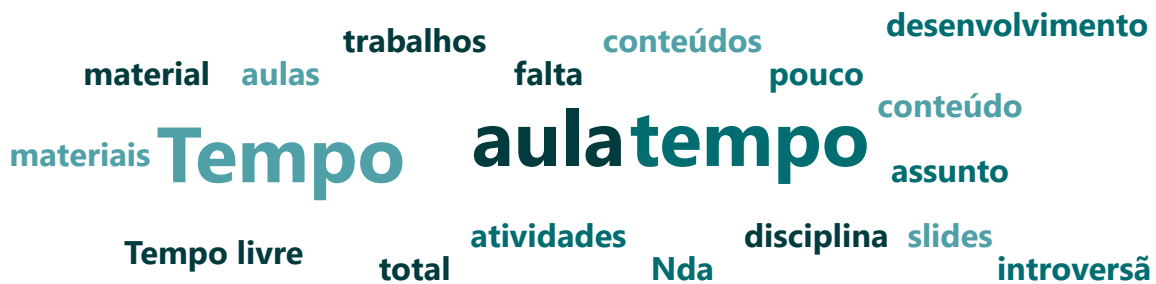 desenvolvimento
trabalhos conteúdos
material aulas falta pouco
conteúdo
materiais Tempo aula tempo
assunto
atividades disciplina slides
Tempo livre
total Nda introversã